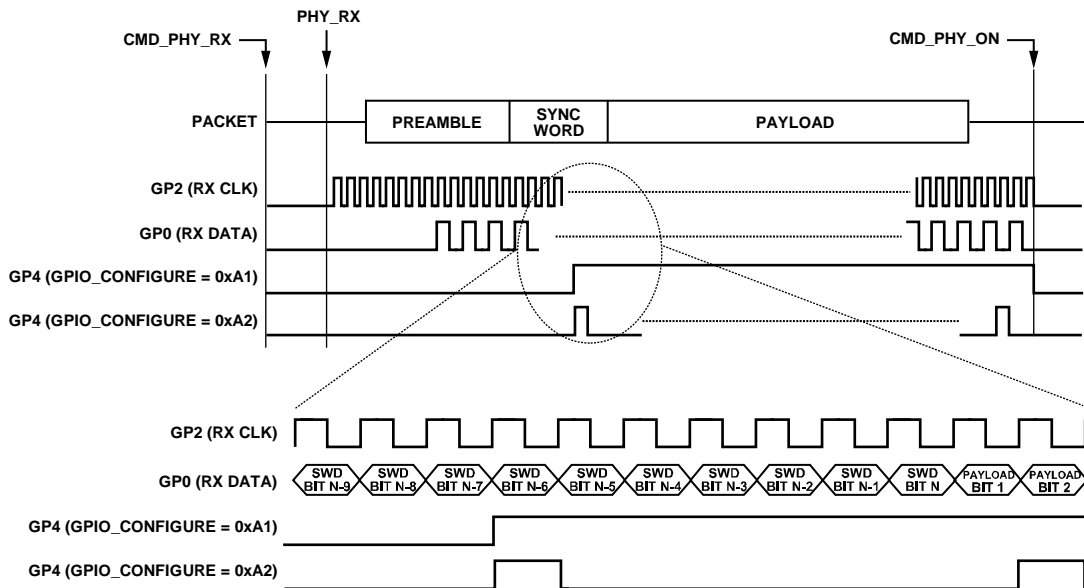 PHY_RX
CMD_PHY_RX
CMD_PHY_ON
PACKET
PREAMBLE
SYNC
WORD
PAYLOAD
GP2 (RX CLK)
GP0 (RX DATA)
GP4 (GPIO_CONFIGURE = 0xA1)
GP4 (GPIO_CONFIGURE = 0xA2)
GP2 (RX CLK)
GP0 (RX DATA)
SWD
BIT N-9
SWD
BIT N-8
SWD
BIT N-7
SWD
BIT N-6
SWD
BIT N-5
SWD
BIT N-4
SWD
BIT N-3
SWD
BIT N-2
SWD
BIT N-1
SWD
BIT N
PAYLOAD
BIT 1
PAYLOAD
BIT 2
GP4 (GPIO_CONFIGURE = 0xA1)
GP4 (GPIO_CONFIGURE = 0xA2)